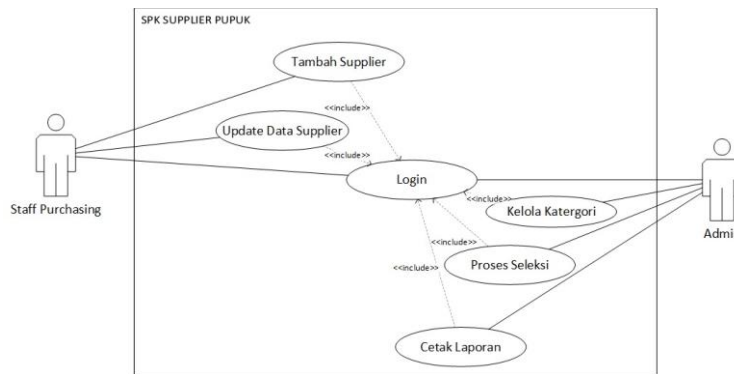 SPK SUPPLIER PUPUK
Tambah Supplier
<<include>>
Update Data Supplier
<<include>>
Login
Staff Purchasing
<<include>>
Kelola Katergori
Admi
<<include>>
Proses Seleksi
<<include>>
Cetak Laporan